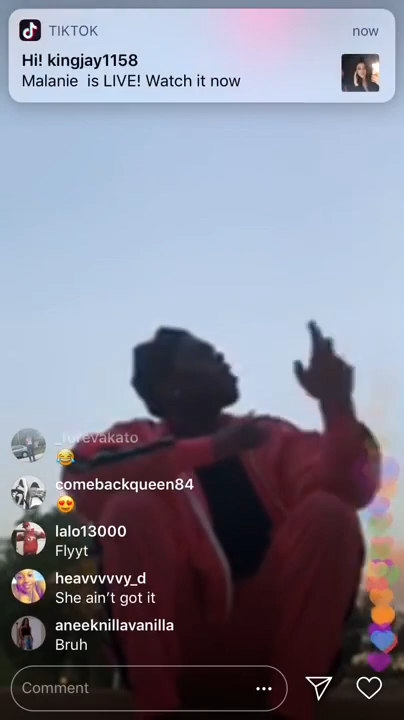 TIKTOK now
Hi! kingjay1158
Malanie is LIVE! Watch it now
😂
comebackqueen84
😍
lalo13000
Flyyt
heavvvvvy_d
She ain't got it
aneeknillavanilla
Bruh
Comment